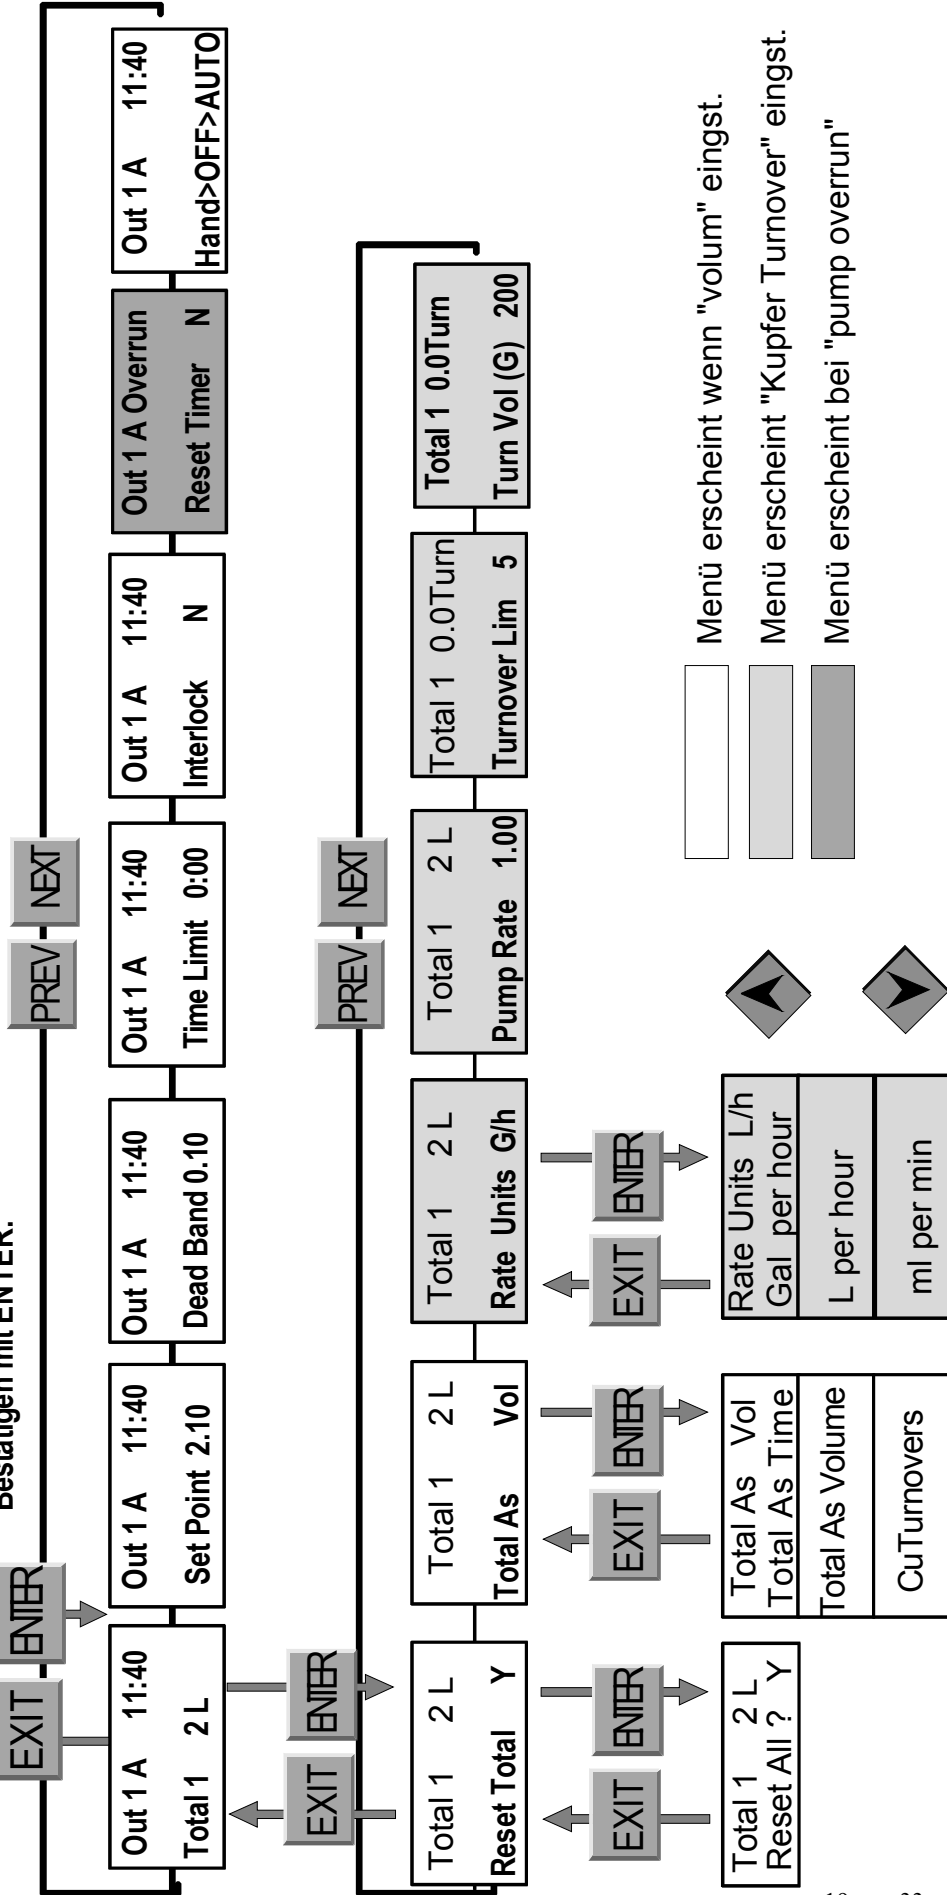 Bestätigen mit ENTER.
EXIT
ENTER
PREV
NEXT
Out 1 A 11:40
Total 1 2 L
Out 1 A 11:40
Set Point 2.10
Out 1 A 11:40
Dead Band 0.10
Out 1 A 11:40
Time Limit 0:00
Out 1 A 11:40
Interlock N
Out 1 A Overrun
Reset Timer N
Out 1 A 11:40
Hand>OFF>AUTO
EXIT
ENTER
PREV
NEXT
Total 1 2 L
Reset Total Y
Total 1 2 L
Total As Vol
Total 1 2 L
Rate Units G/h
Total 1 2 L
Pump Rate 1.00
Total 1 0.0Turn
Turnover Lim 5
Total 1 0.0Turn
Turn Vol (G) 200
EXIT
ENTER
EXIT
ENTER
EXIT
ENTER
Total 1 2 L
Reset All ? Y
Total As Vol
Total As Time
Total As Volume
CuTurnovers
Rate Units L/h
Gal per hour
L per hour
ml per min
Menü erscheint wenn "volum" eingst.
Menü erscheint "Kupfer Turnover" eingst.
Menü erscheint bei "pump overrun"